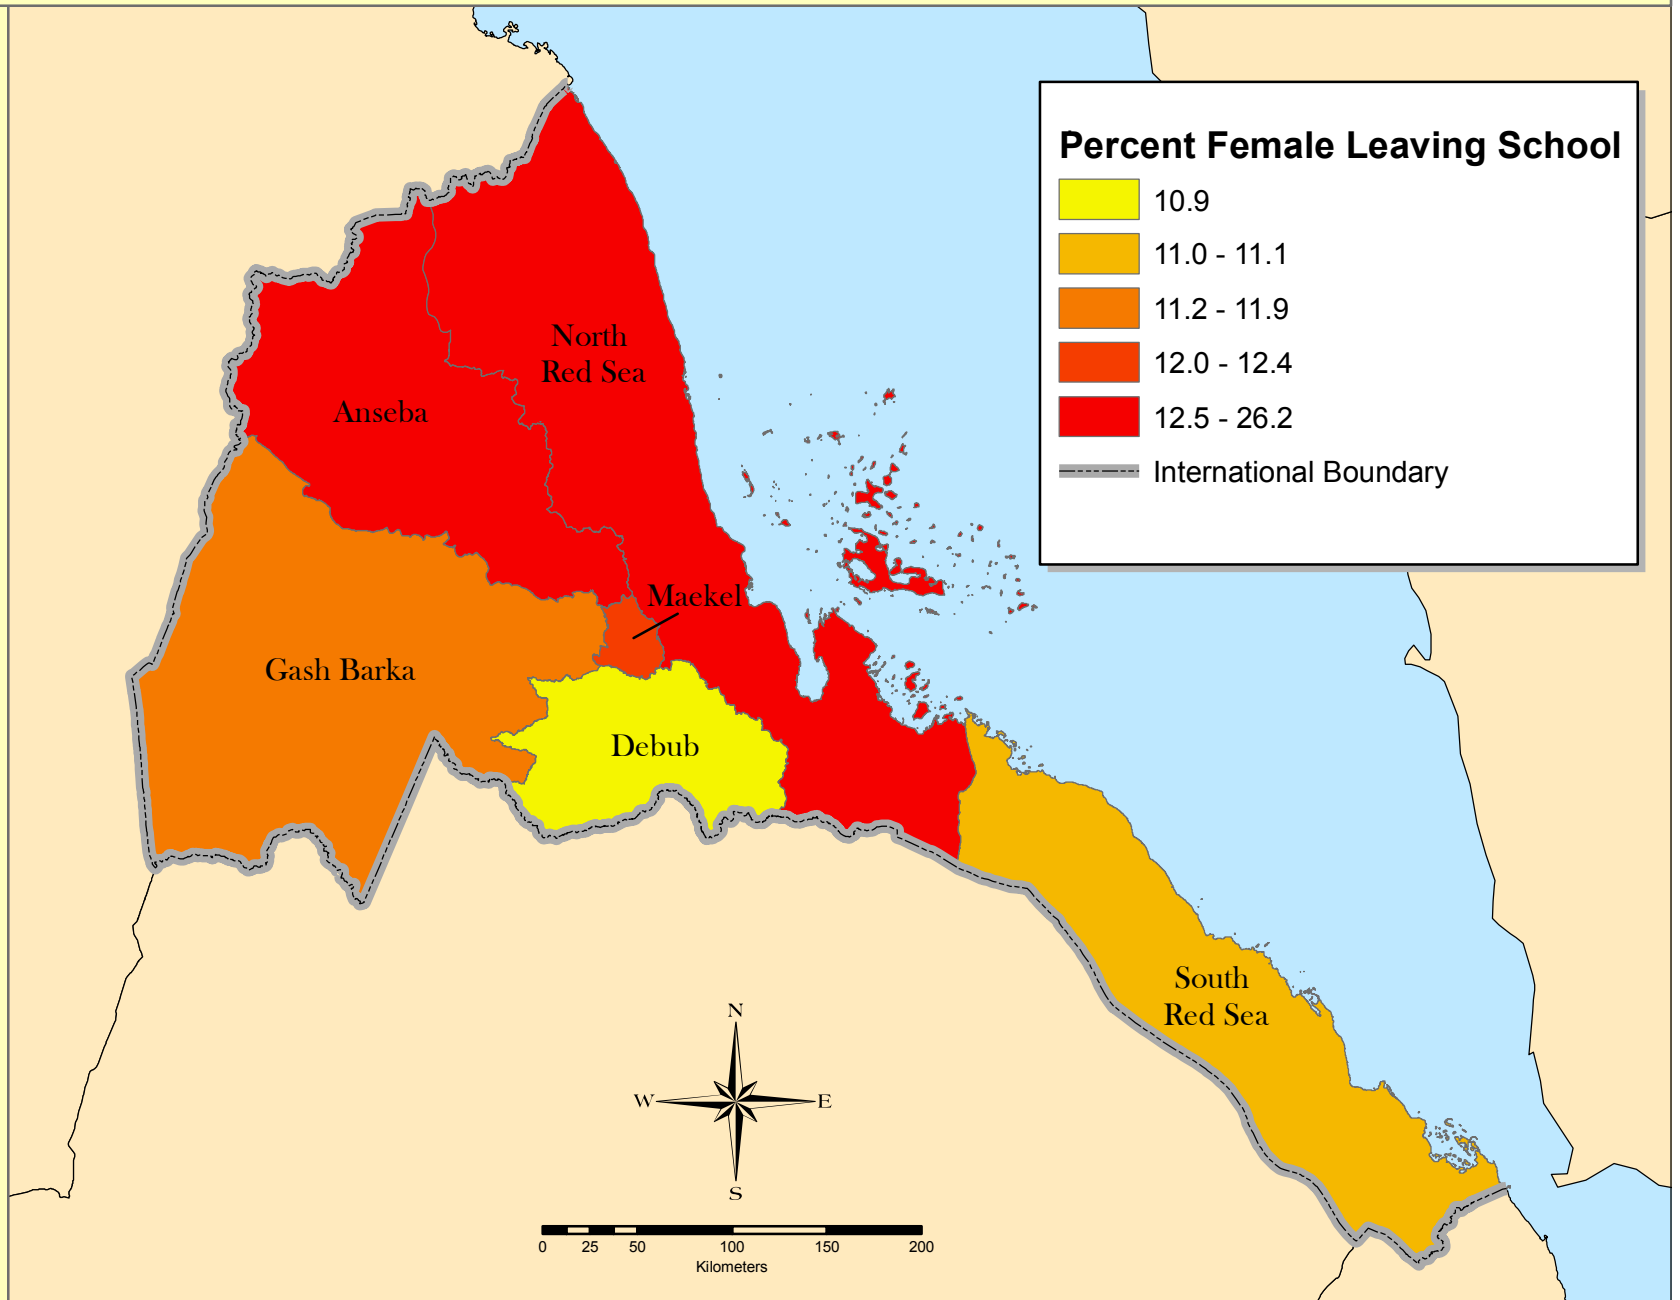 Percent Female Leaving School
10.9
11.0 - 11.1
11.2 - 11.9
12.0 - 12.4
12.5 - 26.2
International Boundary
North
Red Sea
Anseba
Maekel
Gash Barka
Debub
South
Red Sea
N
W
E
S
0 25 50 100 150 200
Kilometers